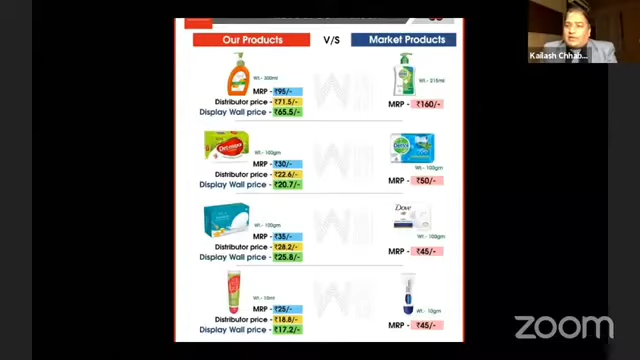 Our Products
V/S
Market Products
Kailash Chhab...
Wt.- 300ml
MRP - ₹95/-
Distributor price - ₹71.5/-
Display Wall price - ₹65.5/-
Dettol
Wt.- 215ml
MRP - ₹160/-
Wt.- 100gm
MRP - ₹30/-
Distributor price - ₹22.6/-
Display Wall price - ₹20.7/-
Dettol
Wt.- 100gm
MRP - ₹50/-
Wt.- 100gm
MRP - ₹35/-
Distributor price - ₹28.2/-
Display Wall price - ₹25.8/-
Dove
Wt.- 100gm
MRP - ₹45/-
Wt.- 10ml
MRP - ₹25/-
Distributor price - ₹18.8/-
Display Wall price - ₹17.2/-
Wt.- 10gm
MRP - ₹45/-
zoom